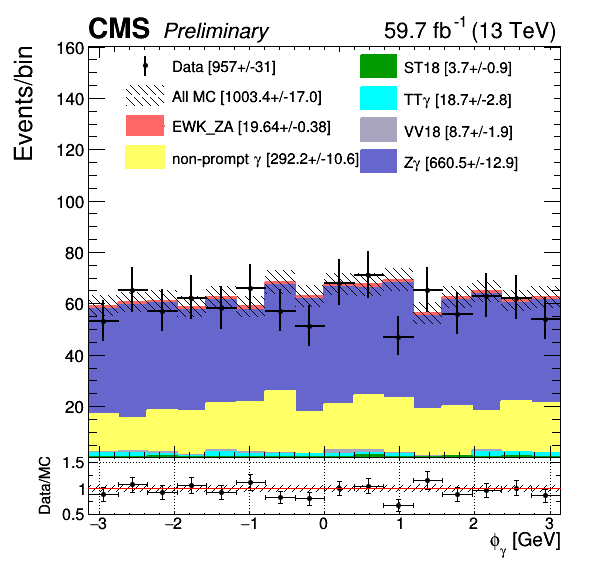 CMS Preliminary 59.7 fb⁻¹ (13 TeV)
Events/bin
160
140
120
100
80
60
40
20
Data [957+/-31]
All MC [1003.4+/-17.0]
EWK_ZA [19.64+/-0.38]
non-prompt γ [292.2+/-10.6]
ST18 [3.7+/-0.9]
TTγ [18.7+/-2.8]
VV18 [8.7+/-1.9]
Zγ [660.5+/-12.9]
Data/MC
1.5
1
0.5
−3 −2 −1 0 1 2 3
ϕγ [GeV]